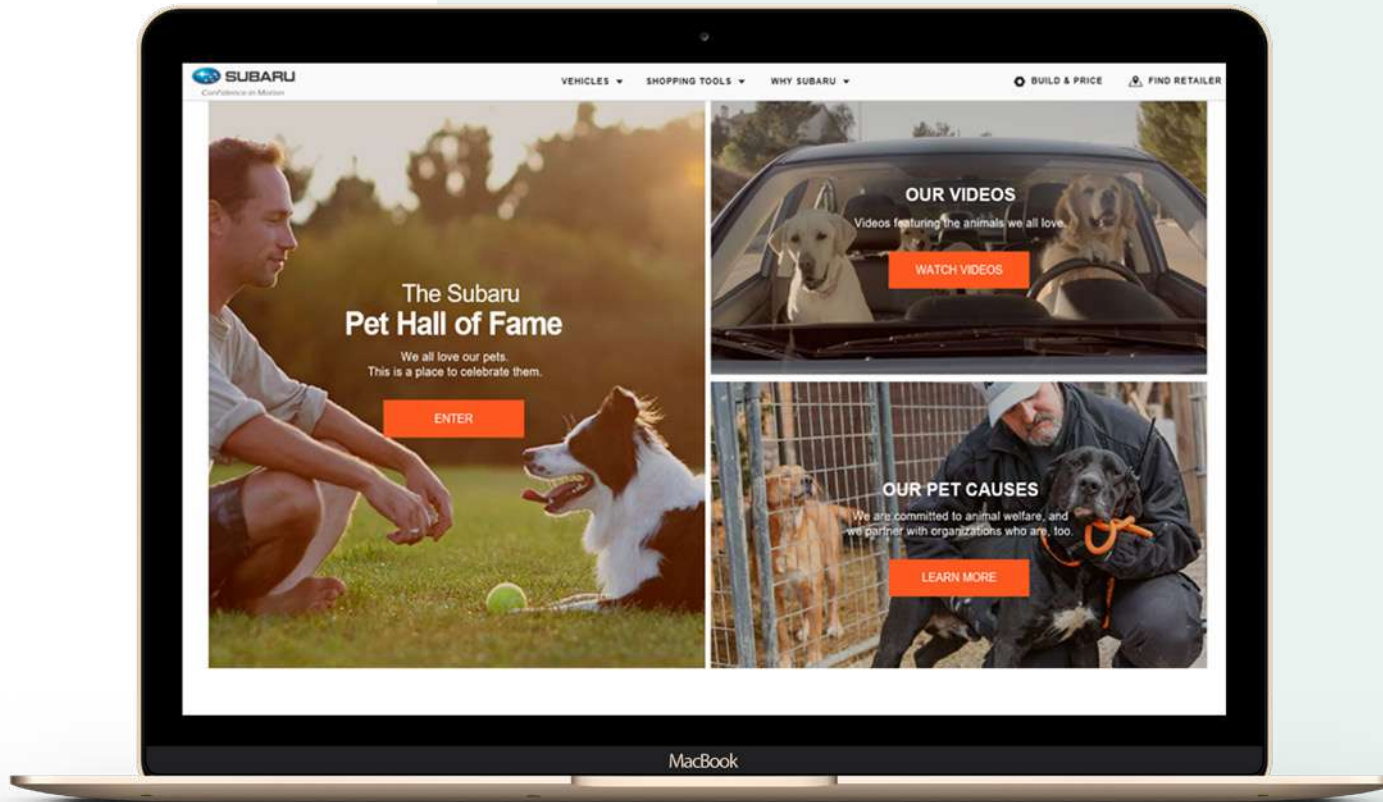 SUBARU
Confidence in Motion
VEHICLES
SHOPPING TOOLS
WHY SUBARU
BUILD & PRICE
FIND RETAILER
The Subaru
Pet Hall of Fame
We all love our pets.
This is a place to celebrate them.
ENTER
OUR VIDEOS
Videos featuring the animals we all love.
WATCH VIDEOS
OUR PET CAUSES
We are committed to animal welfare, and
we partner with organizations who are, too.
LEARN MORE
MacBook